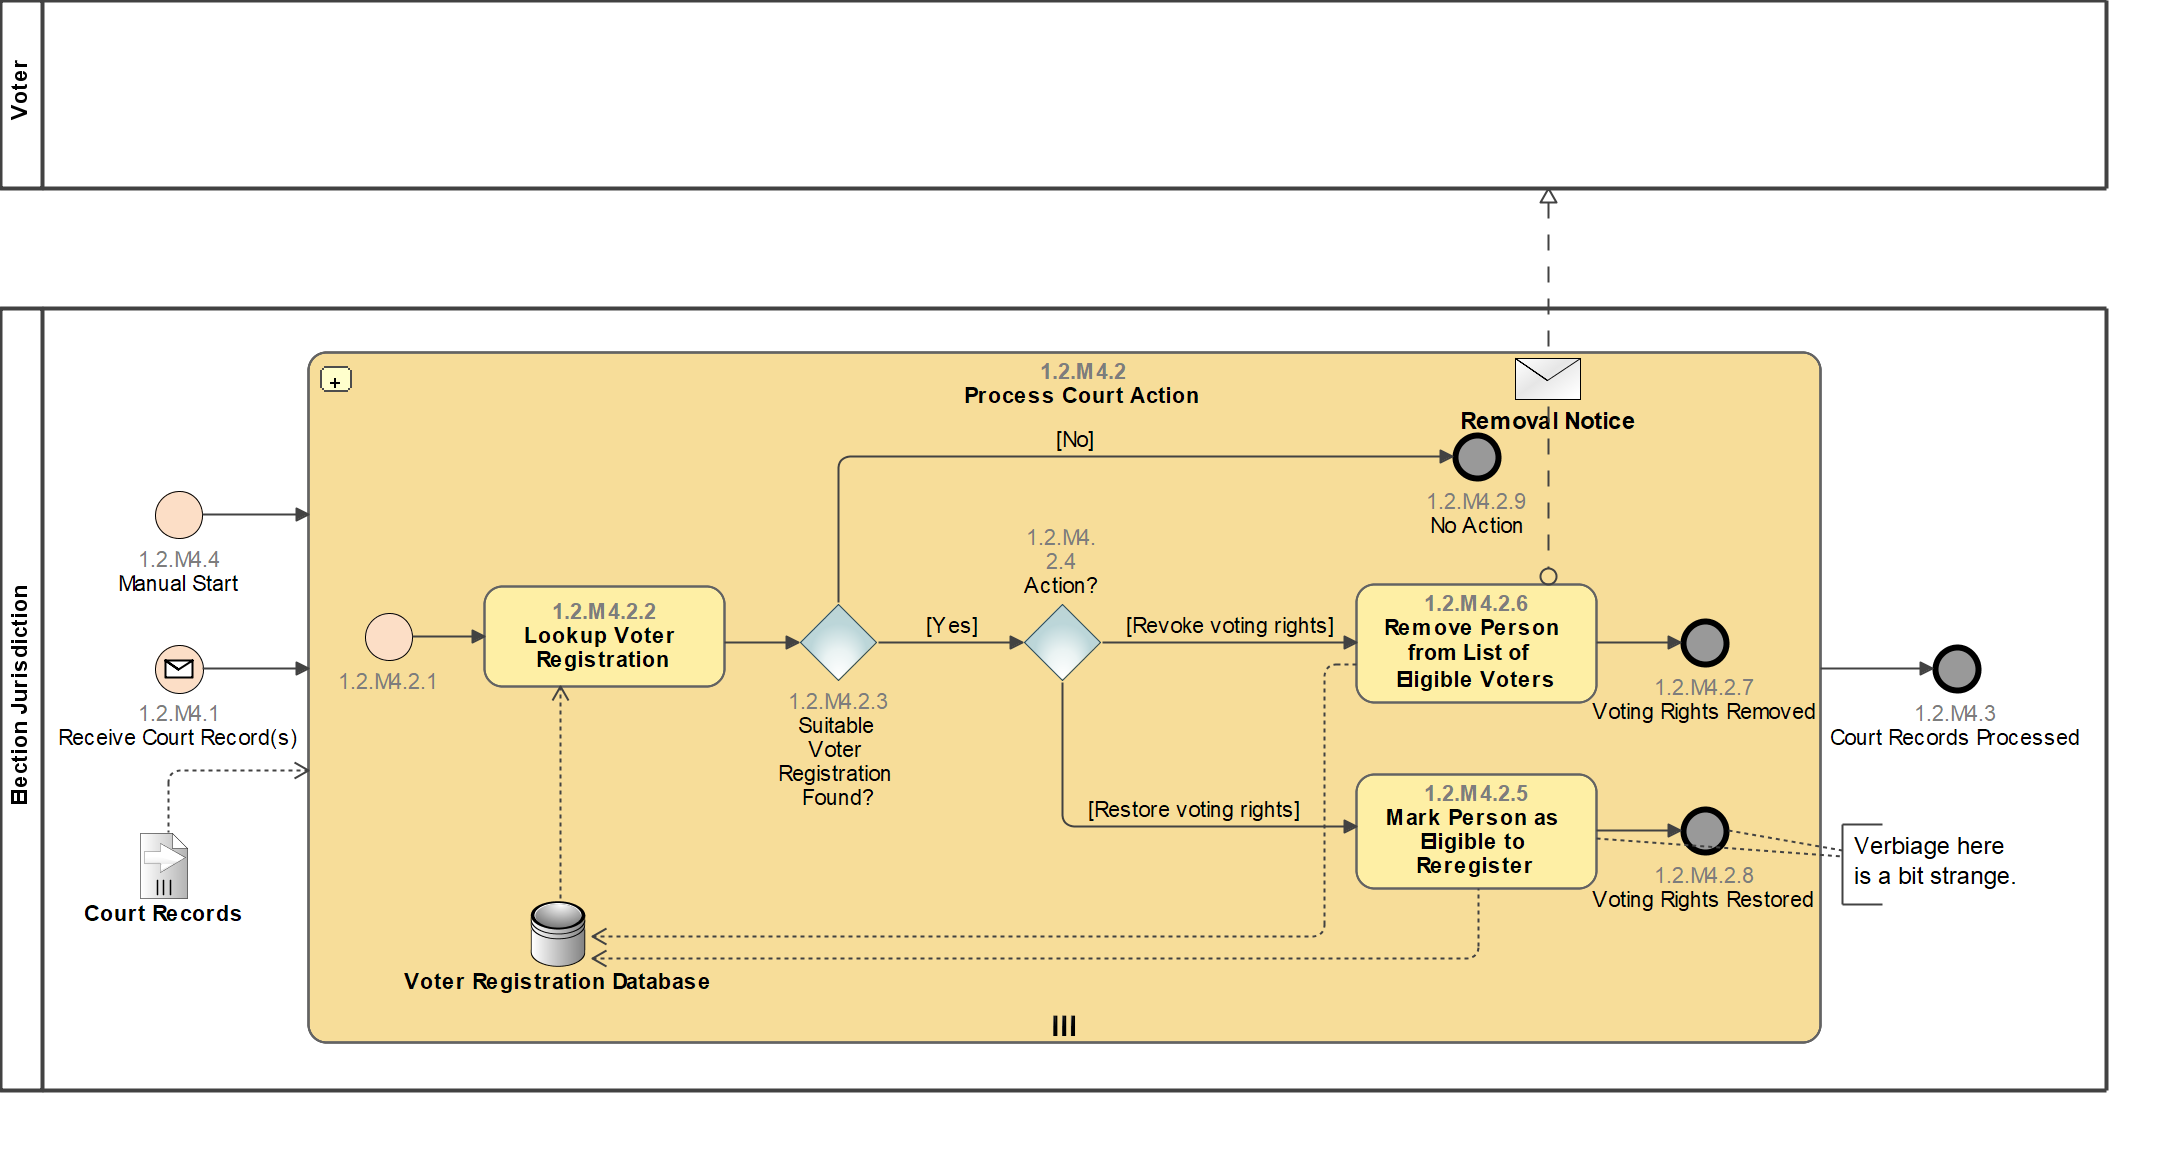 Voter
Election Jurisdiction
1.2.M4.2
Process Court Action
Removal Notice
[No]
1.2.M4.2.9
No Action
1.2.M4.4
Manual Start
1.2.M4.
2.4
Action?
1.2.M4.2.2
Lookup Voter
Registration
[Yes]
[Revoke voting rights]
1.2.M4.2.6
Remove Person
from List of
Eligible Voters
1.2.M4.2.1
1.2.M4.1
Receive Court Record(s)
1.2.M4.2.3
Suitable
Voter
Registration
Found?
1.2.M4.2.7
Voting Rights Removed
1.2.M4.3
Court Records Processed
[Restore voting rights]
1.2.M4.2.5
Mark Person as
Eligible to
Reregister
1.2.M4.2.8
Voting Rights Restored
Verbiage here
is a bit strange.
Court Records
Voter Registration Database